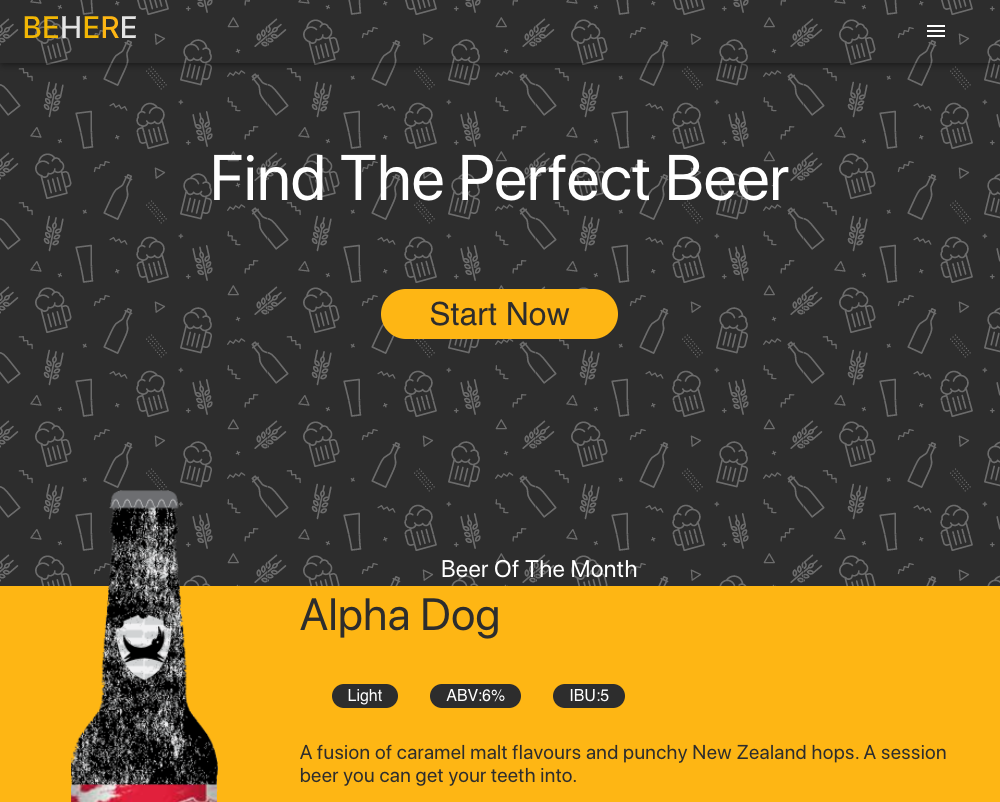 BEHERE
Find The Perfect Beer
Start Now
Beer Of The Month
Alpha Dog
Light
ABV:6%
IBU:5
A fusion of caramel malt flavours and punchy New Zealand hops. A session
beer you can get your teeth into.